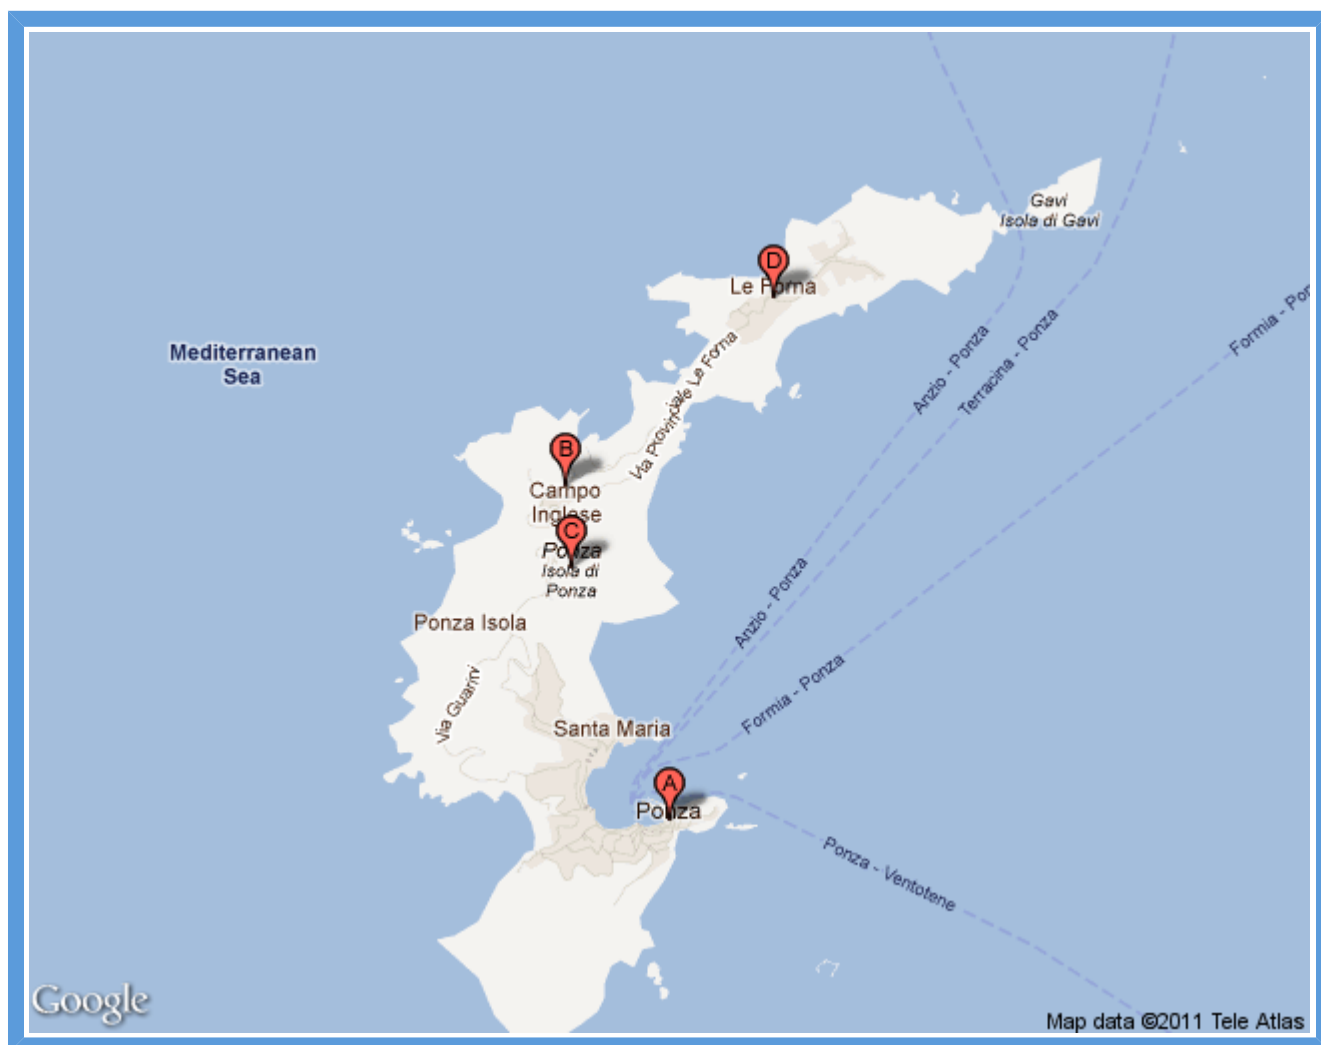 Gavi
Isola di Gavi
D
Le Forna
Formia - Pon
Via Provinciale Le Forna
Anzio - Ponza
Terracina - Ponza
Mediterranean
Sea
B
Campo
Inglese
C
Ponza
Isola di
Ponza
Anzio - Ponza
Ponza Isola
Via Guarini
Formia - Ponza
Santa Maria
A
Ponza
Ponza - Ventotene
Google
Map data ©2011 Tele Atlas